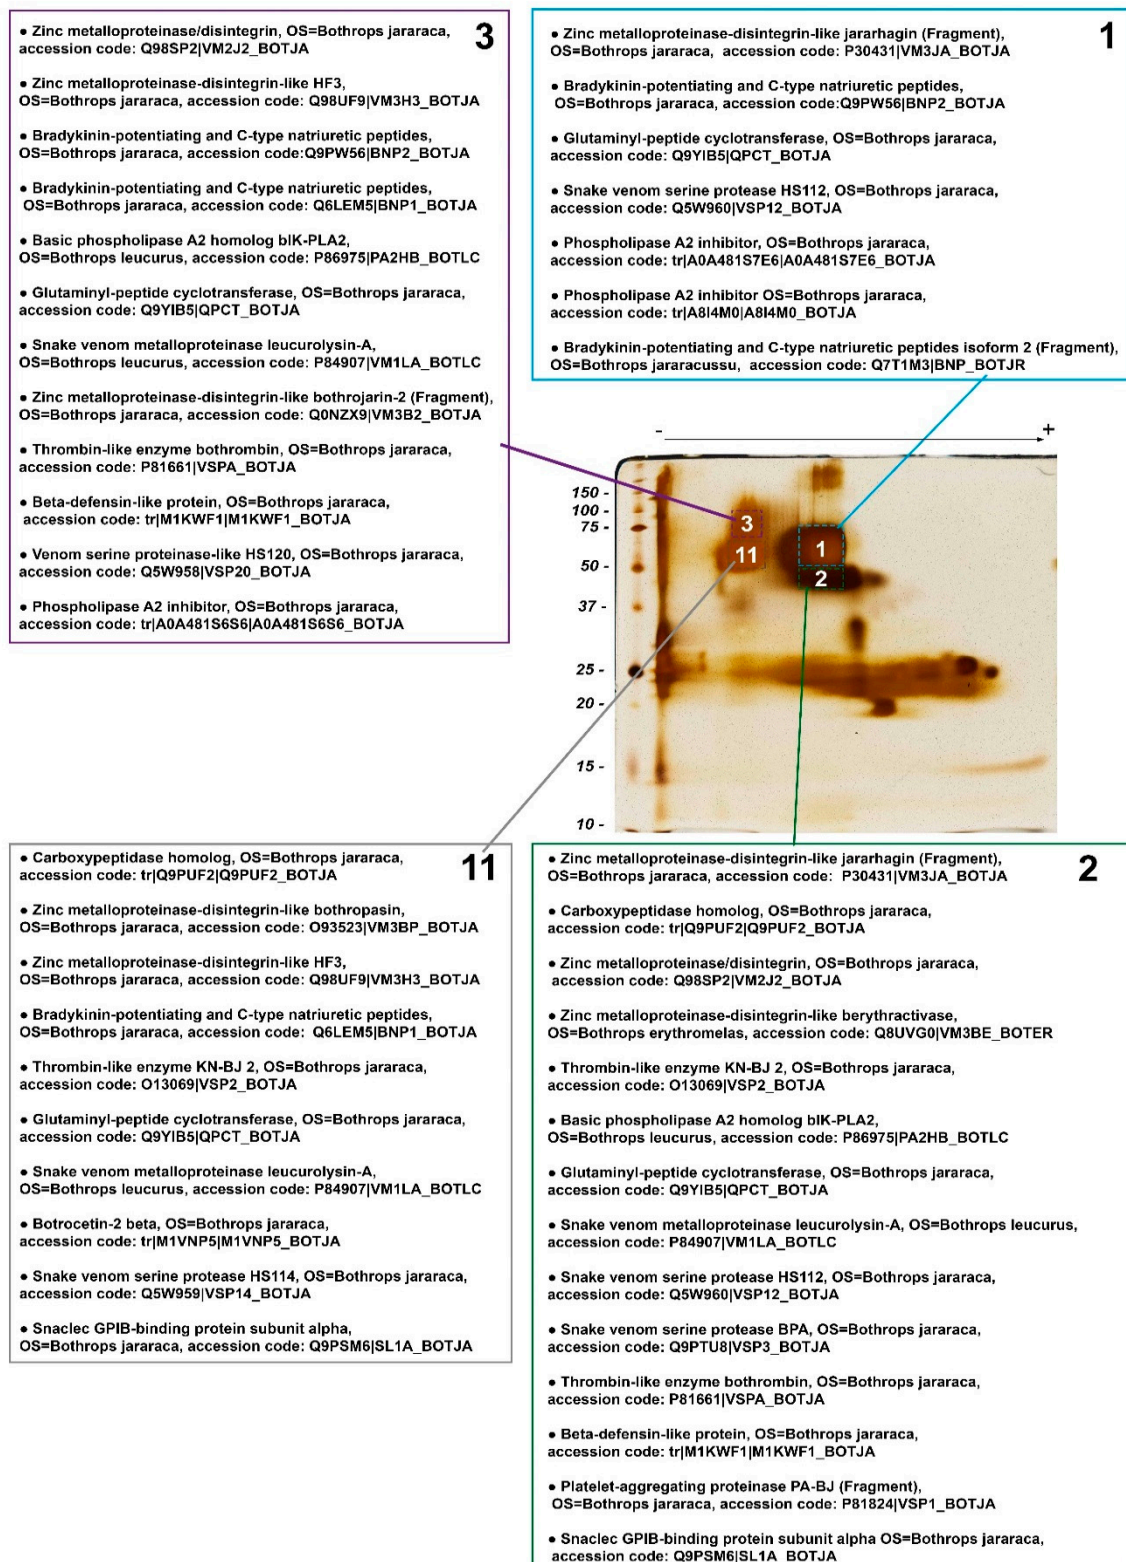 3
• Zinc metalloproteinase/disintegrin, OS=Bothrops jararaca,
accession code: Q98SP2|VM2J2_BOTJA
• Zinc metalloproteinase-disintegrin-like HF3,
OS=Bothrops jararaca, accession code: Q98UF9|VM3H3_BOTJA
• Bradykinin-potentiating and C-type natriuretic peptides,
OS=Bothrops jararaca, accession code:Q9PW56|BNP2_BOTJA
• Bradykinin-potentiating and C-type natriuretic peptides,
OS=Bothrops jararaca, accession code: Q6LEM5|BNP1_BOTJA
• Basic phospholipase A2 homolog blK-PLA2,
OS=Bothrops leucurus, accession code: P86975|PA2HB_BOTLC
• Glutaminyl-peptide cyclotransferase, OS=Bothrops jararaca,
accession code: Q9YIB5|QPCT_BOTJA
• Snake venom metalloproteinase leucurolysin-A,
OS=Bothrops leucurus, accession code: P84907|VM1LA_BOTLC
• Zinc metalloproteinase-disintegrin-like bothrojarin-2 (Fragment),
OS=Bothrops jararaca, accession code: Q0NZX9|VM3B2_BOTJA
• Thrombin-like enzyme bothrombin, OS=Bothrops jararaca,
accession code: P81661|VSPA_BOTJA
• Beta-defensin-like protein, OS=Bothrops jararaca,
accession code: tr|M1KWF1|M1KWF1_BOTJA
• Venom serine proteinase-like HS120, OS=Bothrops jararaca,
accession code: Q5W958|VSP20_BOTJA
• Phospholipase A2 inhibitor, OS=Bothrops jararaca,
accession code: tr|A0A481S6S6|A0A481S6S6_BOTJA
1
• Zinc metalloproteinase-disintegrin-like jararhagin (Fragment),
OS=Bothrops jararaca, accession code: P30431|VM3JA_BOTJA
• Bradykinin-potentiating and C-type natriuretic peptides,
OS=Bothrops jararaca, accession code:Q9PW56|BNP2_BOTJA
• Glutaminyl-peptide cyclotransferase, OS=Bothrops jararaca,
accession code: Q9YIB5|QPCT_BOTJA
• Snake venom serine protease HS112, OS=Bothrops jararaca,
accession code: Q5W960|VSP12_BOTJA
• Phospholipase A2 inhibitor, OS=Bothrops jararaca,
accession code: tr|A0A481S7E6|A0A481S7E6_BOTJA
• Phospholipase A2 inhibitor OS=Bothrops jararaca,
accession code: tr|A8I4M0|A8I4M0_BOTJA
• Bradykinin-potentiating and C-type natriuretic peptides isoform 2 (Fragment),
OS=Bothrops jararacussu, accession code: Q7T1M3|BNP_BOTJR
- +
150 -
100 -
75 -
50 -
37 -
25 -
20 -
15 -
10 -
3
11
1
2
11
• Carboxypeptidase homolog, OS=Bothrops jararaca,
accession code: tr|Q9PUF2|Q9PUF2_BOTJA
• Zinc metalloproteinase-disintegrin-like bothropasin,
OS=Bothrops jararaca, accession code: O93523|VM3BP_BOTJA
• Zinc metalloproteinase-disintegrin-like HF3,
OS=Bothrops jararaca, accession code: Q98UF9|VM3H3_BOTJA
• Bradykinin-potentiating and C-type natriuretic peptides,
OS=Bothrops jararaca, accession code: Q6LEM5|BNP1_BOTJA
• Thrombin-like enzyme KN-BJ 2, OS=Bothrops jararaca,
accession code: O13069|VSP2_BOTJA
• Glutaminyl-peptide cyclotransferase, OS=Bothrops jararaca,
accession code: Q9YIB5|QPCT_BOTJA
• Snake venom metalloproteinase leucurolysin-A,
OS=Bothrops leucurus, accession code: P84907|VM1LA_BOTLC
• Botrocetin-2 beta, OS=Bothrops jararaca,
accession code: tr|M1VNP5|M1VNP5_BOTJA
• Snake venom serine protease HS114, OS=Bothrops jararaca,
accession code: Q5W959|VSP14_BOTJA
• Snaclec GPIB-binding protein subunit alpha,
OS=Bothrops jararaca, accession code: Q9PSM6|SL1A_BOTJA
2
• Zinc metalloproteinase-disintegrin-like jararhagin (Fragment),
OS=Bothrops jararaca, accession code: P30431|VM3JA_BOTJA
• Carboxypeptidase homolog, OS=Bothrops jararaca,
accession code: tr|Q9PUF2|Q9PUF2_BOTJA
• Zinc metalloproteinase/disintegrin, OS=Bothrops jararaca,
accession code: Q98SP2|VM2J2_BOTJA
• Zinc metalloproteinase-disintegrin-like berythractivase,
OS=Bothrops erythromelas, accession code: Q8UVG0|VM3BE_BOTER
• Thrombin-like enzyme KN-BJ 2, OS=Bothrops jararaca,
accession code: O13069|VSP2_BOTJA
• Basic phospholipase A2 homolog blK-PLA2,
OS=Bothrops leucurus, accession code: P86975|PA2HB_BOTLC
• Glutaminyl-peptide cyclotransferase, OS=Bothrops jararaca,
accession code: Q9YIB5|QPCT_BOTJA
• Snake venom metalloproteinase leucurolysin-A, OS=Bothrops leucurus,
accession code: P84907|VM1LA_BOTLC
• Snake venom serine protease HS112, OS=Bothrops jararaca,
accession code: Q5W960|VSP12_BOTJA
• Snake venom serine protease BPA, OS=Bothrops jararaca,
accession code: Q9PTU8|VSP3_BOTJA
• Thrombin-like enzyme bothrombin, OS=Bothrops jararaca,
accession code: P81661|VSPA_BOTJA
• Beta-defensin-like protein, OS=Bothrops jararaca,
accession code: tr|M1KWF1|M1KWF1_BOTJA
• Platelet-aggregating proteinase PA-BJ (Fragment),
OS=Bothrops jararaca, accession code: P81824|VSP1_BOTJA
• Snaclec GPIB-binding protein subunit alpha OS=Bothrops jararaca,
accession code: Q9PSM6|SL1A_BOTJA